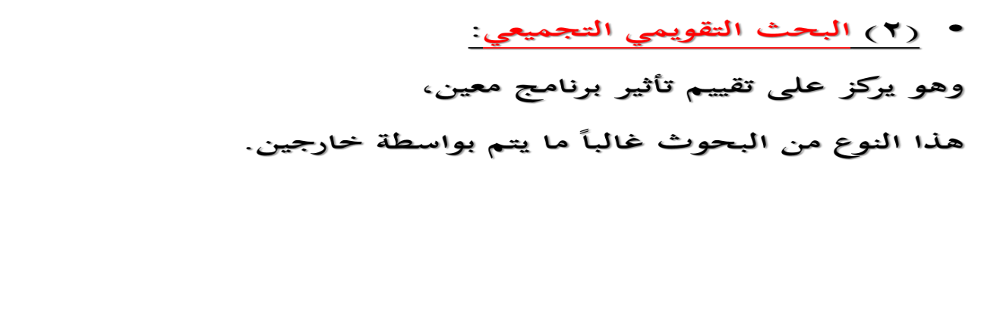 • (٢) البحث التقويمي التجميعي:
وهو يركز على تقييم تأثير برنامج معين،
هذا النوع من البحوث غالباً ما يتم بواسطة خارجين.